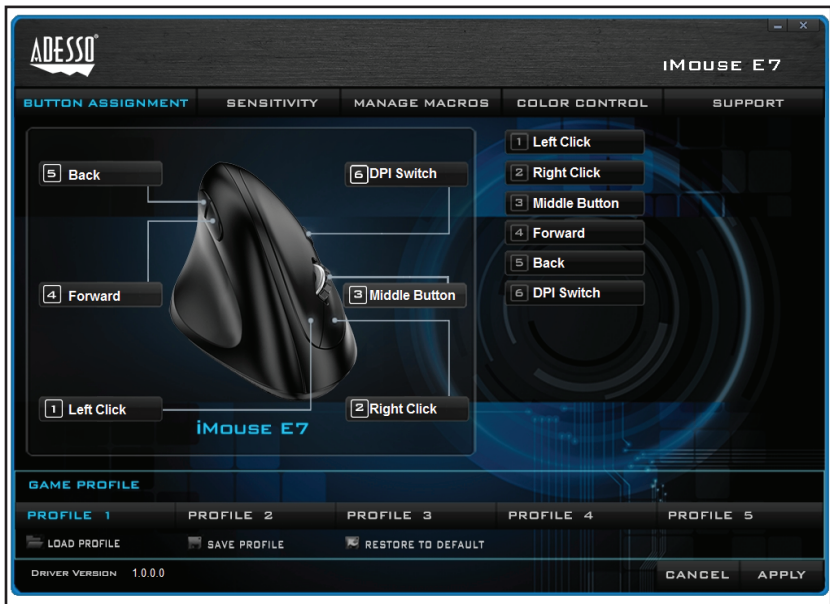 ADESSO
iMouse E7
BUTTON ASSIGNMENT SENSITIVITY MANAGE MACROS COLOR CONTROL SUPPORT
5 Back
6 DPI Switch
4 Forward
3 Middle Button
1 Left Click
2 Right Click
iMouse E7
1 Left Click
2 Right Click
3 Middle Button
4 Forward
5 Back
6 DPI Switch
GAME PROFILE
PROFILE 1 PROFILE 2 PROFILE 3 PROFILE 4 PROFILE 5
LOAD PROFILE SAVE PROFILE RESTORE TO DEFAULT
Driver Version 1.0.0.0
CANCEL APPLY